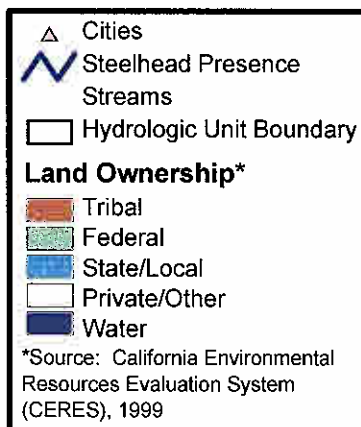 Cities
Steelhead Presence
Streams
Hydrologic Unit Boundary
Land Ownership*
Tribal
Federal
State/Local
Private/Other
Water
*Source: California Environmental
Resources Evaluation System
(CERES), 1999